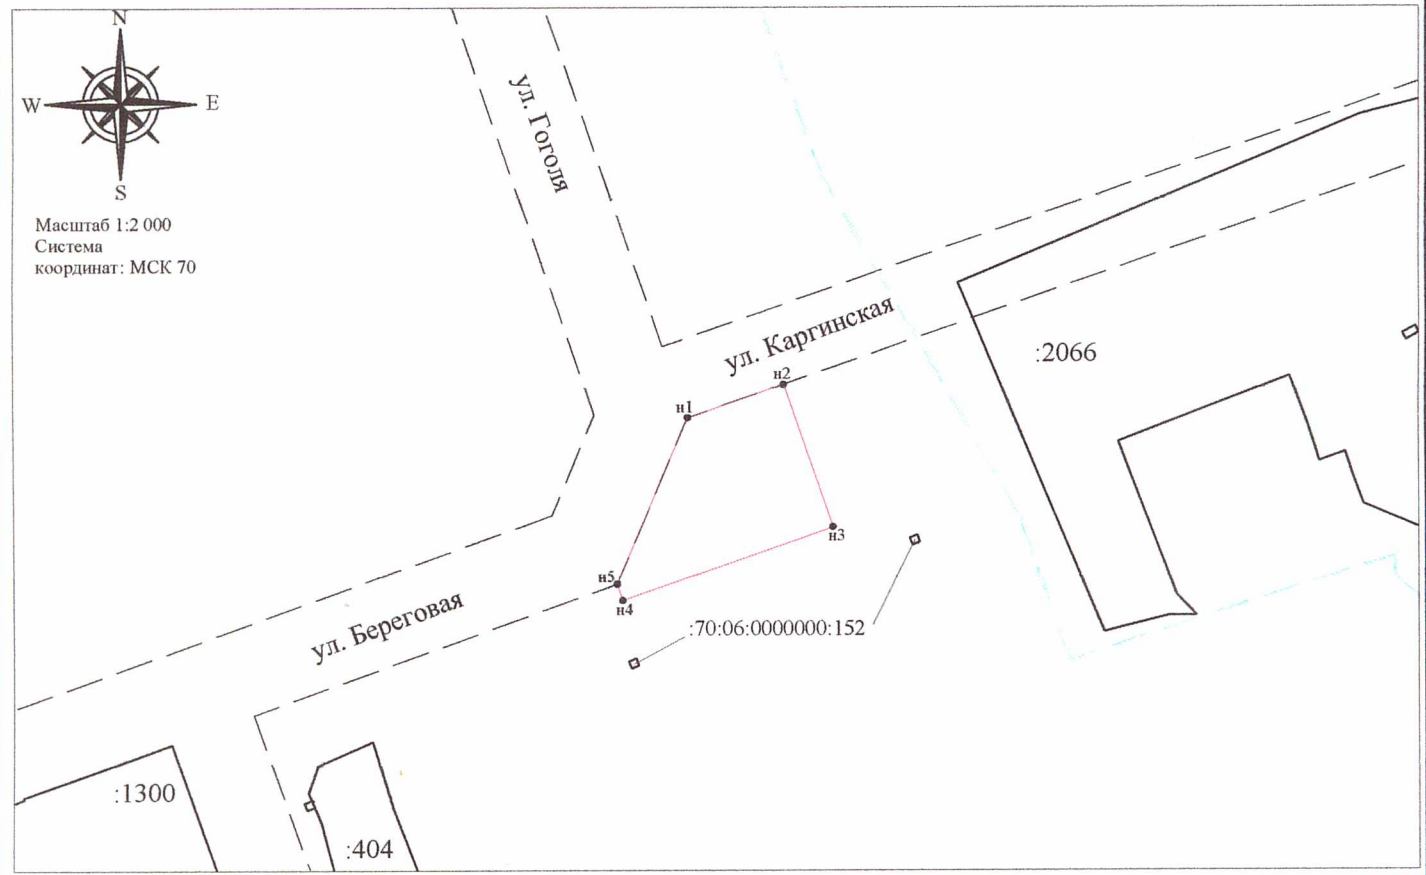 N
W
E
S
Масштаб 1:2 000
Система
координат: МСК 70
ул. Гоголя
ул. Каргинская
:2066
н2
н1
н3
н5
н4
ул. Береговая
:70:06:0000000:152
:1300
:404